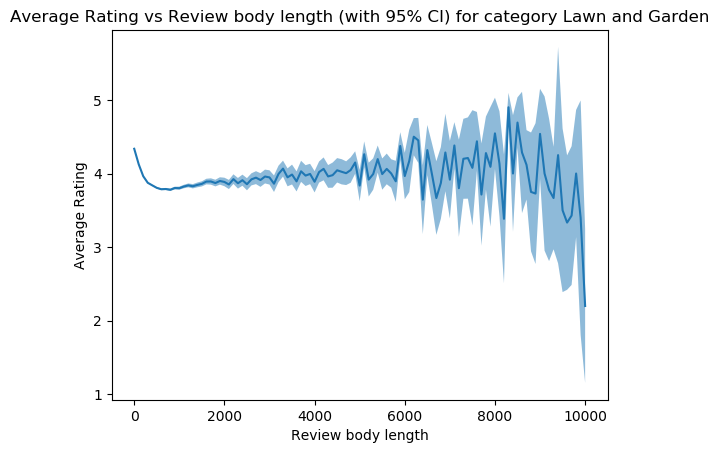 Average Rating vs Review body length (with 95% CI) for category Lawn and Garden
Average Rating
5
4
3
2
1
0 2000 4000 6000 8000 10000
Review body length